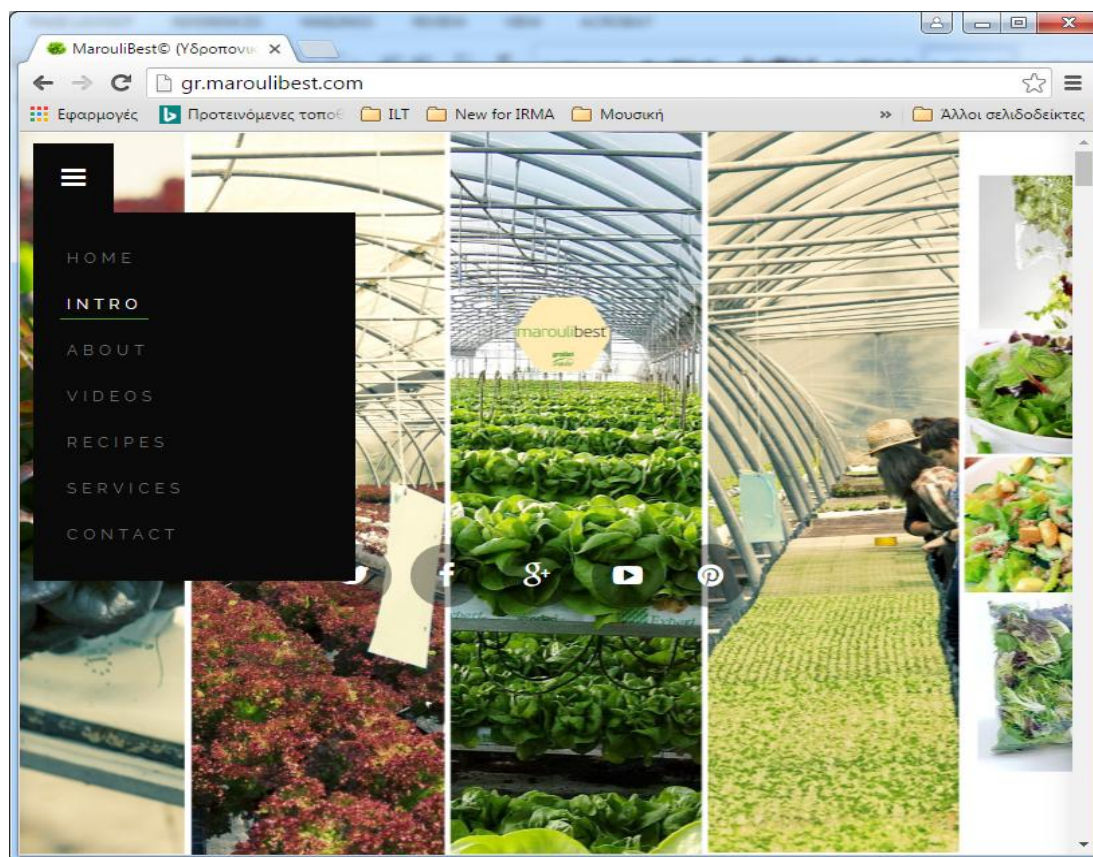 MarouliBest© (Υδροπονικ
gr.maroulibest.com
Εφαρμογές Προτεινόμενες τοποθ ILT New for IRMA Μουσική » Άλλοι σελιδοδείκτες
HOME
INTRO
ABOUT
VIDEOS
RECIPES
SERVICES
CONTACT
maroulibest
g+
Expert